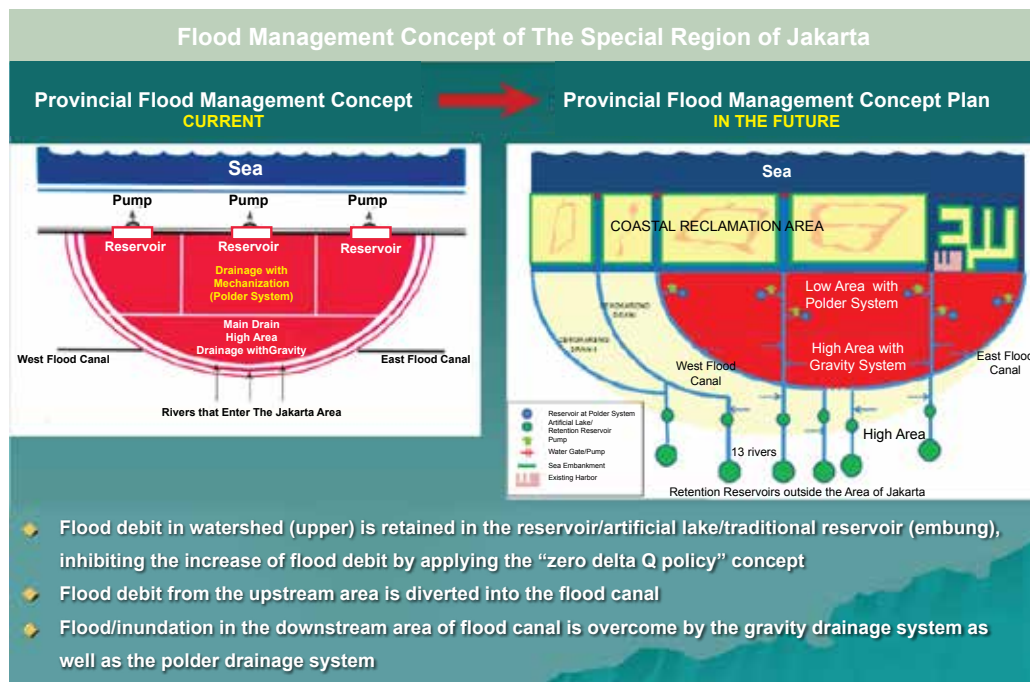 Flood Management Concept of The Special Region of Jakarta
Provincial Flood Management Concept
CURRENT
Provincial Flood Management Concept Plan
IN THE FUTURE
Sea
Pump
Pump
Pump
Reservoir
Reservoir
Reservoir
Drainage with
Mechanization
(Polder System)
Main Drain
High Area
Drainage withGravity
West Flood Canal
East Flood Canal
Rivers that Enter The Jakarta Area
Sea
COASTAL RECLAMATION AREA
Low Area with
Polder System
DRAIN
CENGKARENG
DRAIN II
West Flood
Canal
High Area with
Gravity System
East Flood
Canal
High Area
13 rivers
Retention Reservoirs outside the Area of Jakarta
Reservoir at Polder System
Artificial Lake/
Retention Reservoir
Pump
Water Gate/Pump
Sea Embankment
Existing Harbor
Flood debit in watershed (upper) is retained in the reservoir/artificial lake/traditional reservoir (embung),
inhibiting the increase of flood debit by applying the “zero delta Q policy” concept
Flood debit from the upstream area is diverted into the flood canal
Flood/inundation in the downstream area of flood canal is overcome by the gravity drainage system as
well as the polder drainage system